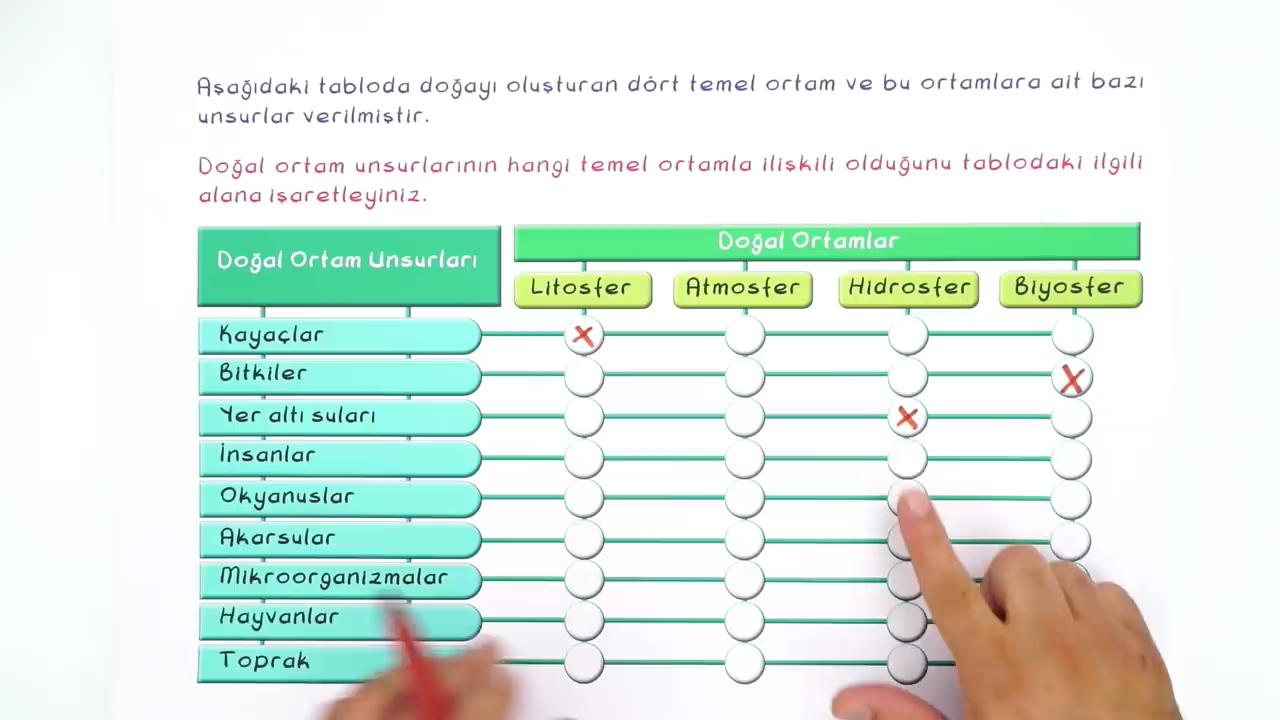 Aşağıdaki tabloda doğayı oluşturan dört temel ortam ve bu ortamlara ait bazı
unsurlar verilmiştir.
Doğal ortam unsurlarının hangi temel ortamla ilişkili olduğunu tablodaki ilgili
alana işaretleyiniz.
Doğal Ortam Unsurları
Doğal Ortamlar
Litosfer Atmosfer Hidrosfer Biyosfer
Kayaçlar
Bitkiler
Yer altı suları
İnsanlar
Okyanuslar
Akarsular
Mikroorganizmalar
Hayvanlar
Toprak